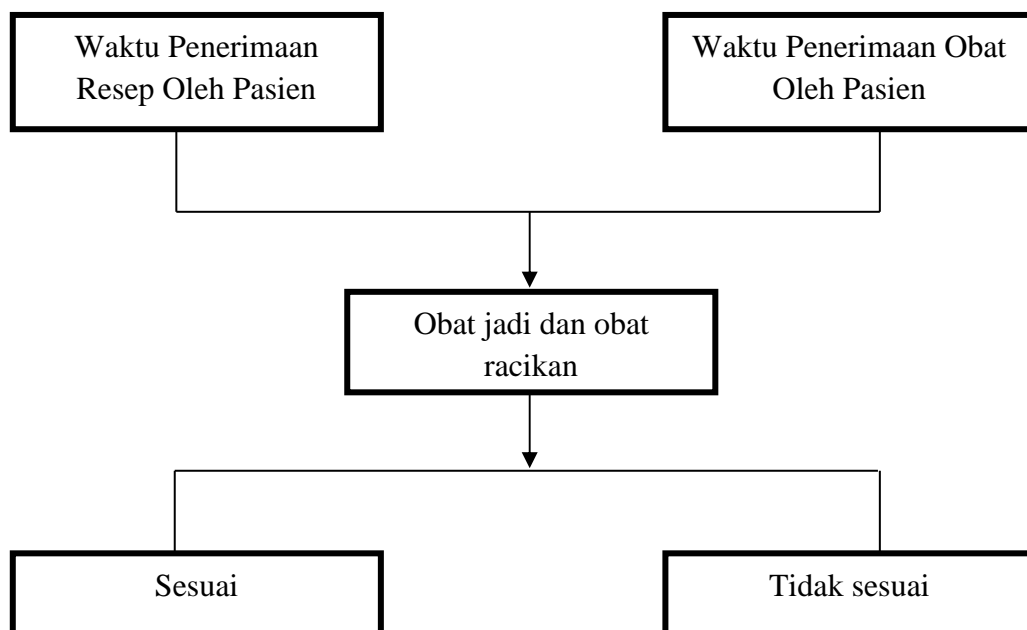 Waktu Penerimaan
Resep Oleh Pasien
Waktu Penerimaan Obat
Oleh Pasien
Obat jadi dan obat
racikan
Sesuai
Tidak sesuai